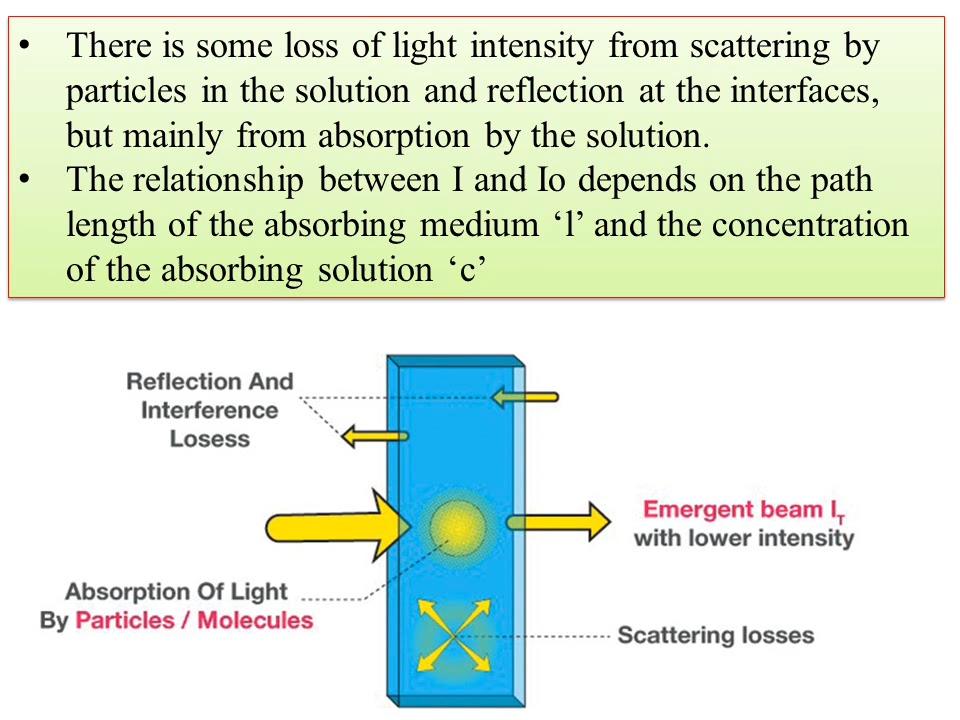 • There is some loss of light intensity from scattering by
particles in the solution and reflection at the interfaces,
but mainly from absorption by the solution.
• The relationship between I and Io depends on the path
length of the absorbing medium ‘l’ and the concentration
of the absorbing solution ‘c’
Reflection And
Interference
Losess
Emergent beam I_T
with lower intensity
Absorption Of Light
By Particles / Molecules
Scattering losses